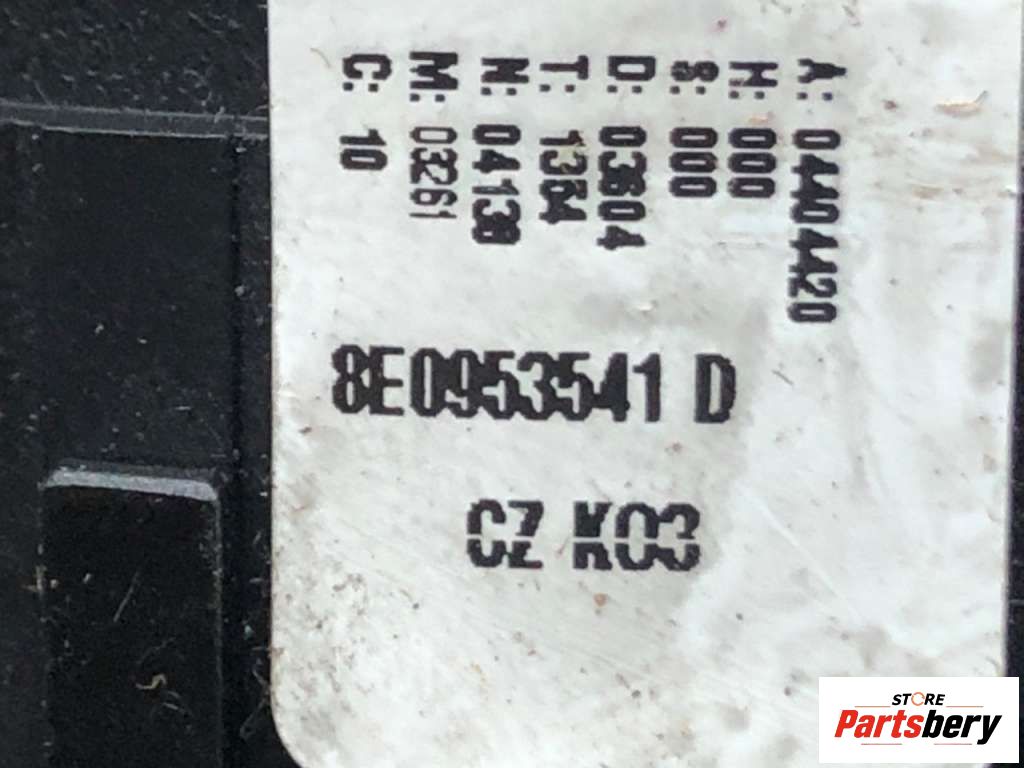 A: 04404420
H: 000
S: 000
D: 03604
T: 1354
N: 04138
M: 03261
C: 10
8E0953541 D
CZ K03
STORE
Partsbery